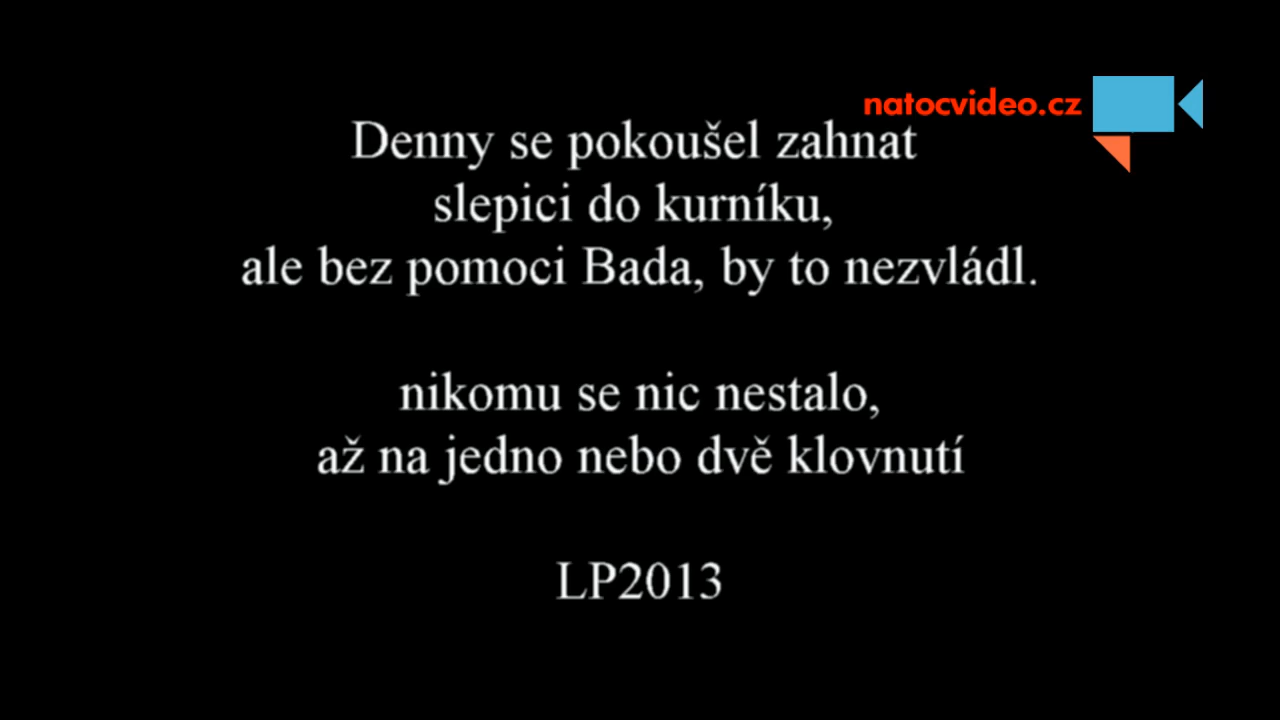 natocvideo.cz
Denny se pokoušel zahnat
slepici do kurníku,
ale bez pomoci Bada, by to nezvládl.
nikomu se nic nestalo,
až na jedno nebo dvě klovnutí
LP2013